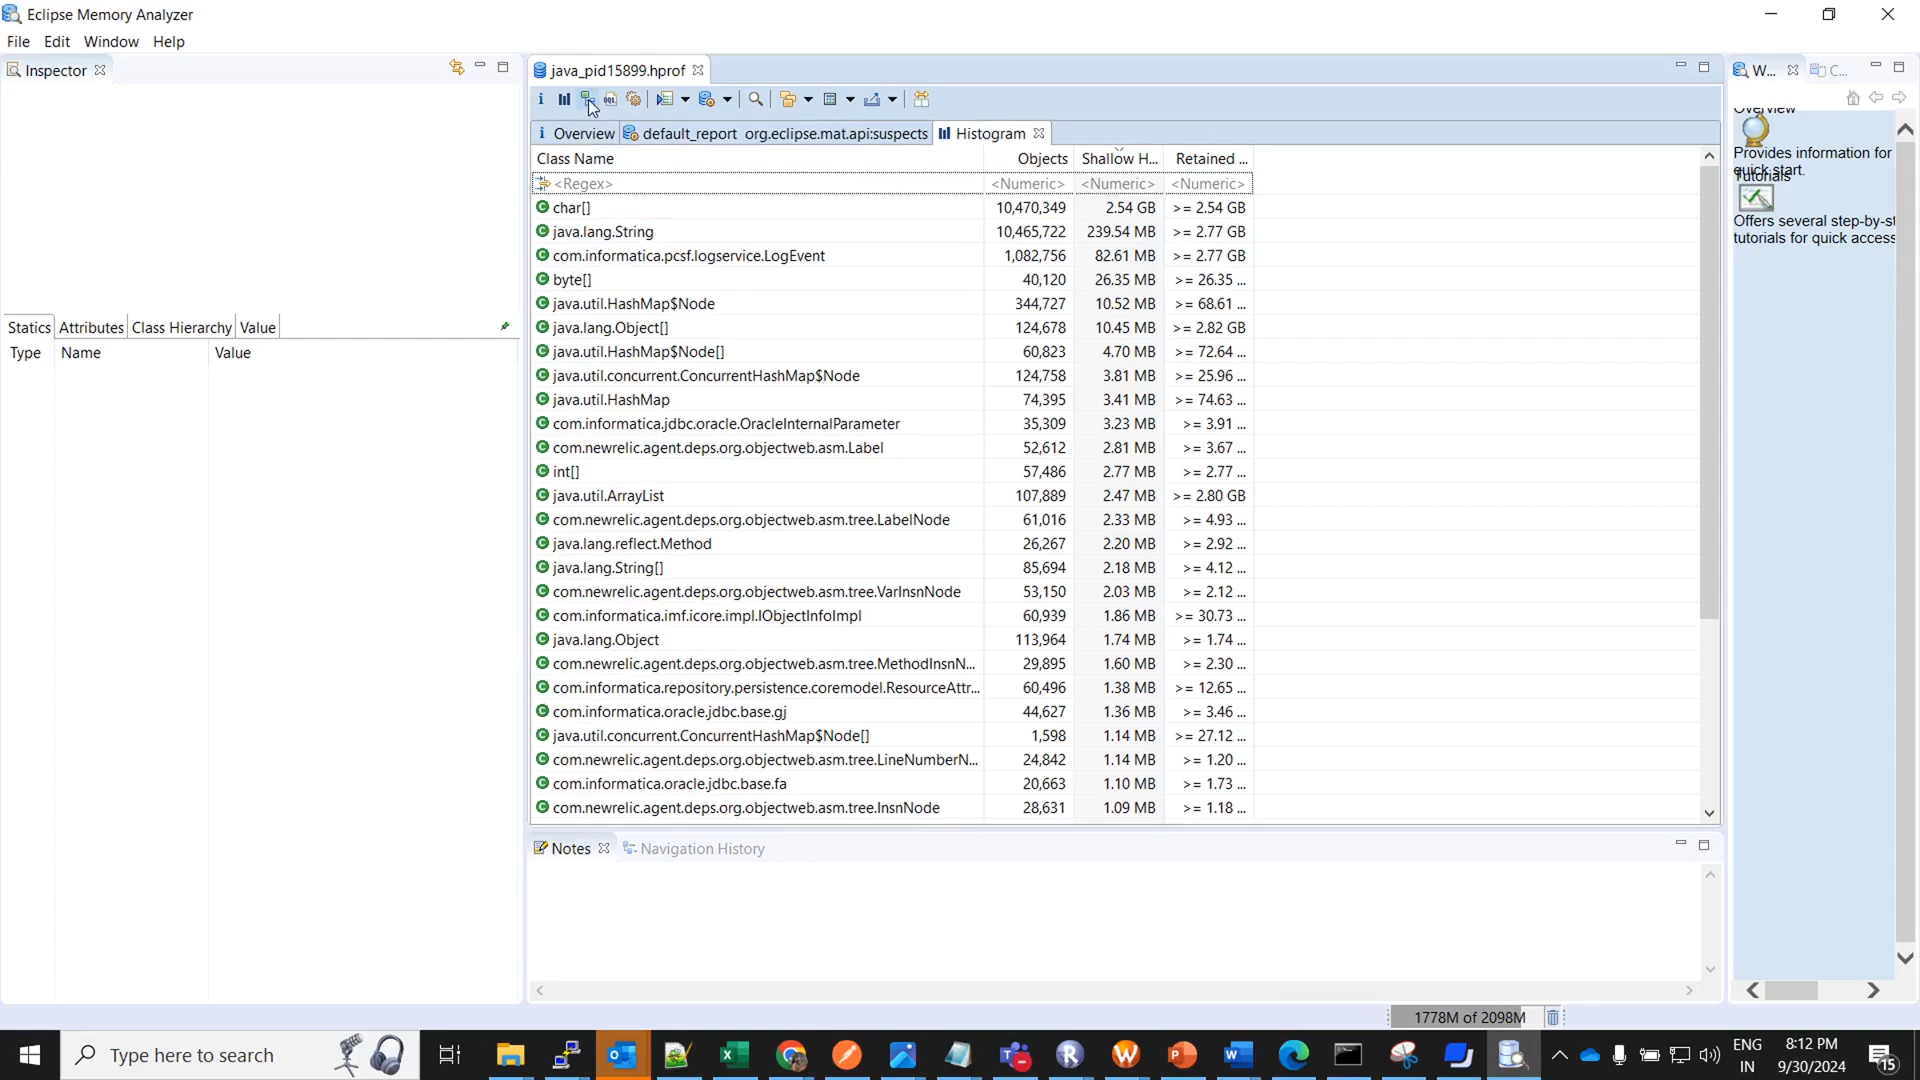 Eclipse Memory Analyzer
File Edit Window Help
Inspector
Statics Attributes Class Hierarchy Value
Type Name Value
java_pid15899.hprof
Overview default_report org.eclipse.mat.api:suspects Histogram
Class Name Objects Shallow H... Retained ...
<Regex> <Numeric> <Numeric> <Numeric>
char[] 10,470,349 2.54 GB >= 2.54 GB
java.lang.String 10,465,722 239.54 MB >= 2.77 GB
com.informatica.pcsf.logservice.LogEvent 1,082,756 82.61 MB >= 2.77 GB
byte[] 40,120 26.35 MB >= 26.35 ...
java.util.HashMap$Node 344,727 10.52 MB >= 68.61 ...
java.lang.Object[] 124,678 10.45 MB >= 2.82 GB
java.util.HashMap$Node[] 60,823 4.70 MB >= 72.64 ...
java.util.concurrent.ConcurrentHashMap$Node 124,758 3.81 MB >= 25.96 ...
java.util.HashMap 74,395 3.41 MB >= 74.63 ...
com.informatica.jdbc.oracle.OracleInternalParameter 35,309 3.23 MB >= 3.91 ...
com.newrelic.agent.deps.org.objectweb.asm.Label 52,612 2.81 MB >= 3.67 ...
int[] 57,486 2.77 MB >= 2.77 ...
java.util.ArrayList 107,889 2.47 MB >= 2.80 GB
com.newrelic.agent.deps.org.objectweb.asm.tree.LabelNode 61,016 2.33 MB >= 4.93 ...
java.lang.reflect.Method 26,267 2.20 MB >= 2.92 ...
java.lang.String[] 85,694 2.18 MB >= 4.12 ...
com.newrelic.agent.deps.org.objectweb.asm.tree.VarInsnNode 53,150 2.03 MB >= 2.12 ...
com.informatica.imf.icore.impl.IObjectInfoImpl 60,939 1.86 MB >= 30.73 ...
java.lang.Object 113,964 1.74 MB >= 1.74 ...
com.newrelic.agent.deps.org.objectweb.asm.tree.MethodInsnN... 29,895 1.60 MB >= 2.30 ...
com.informatica.repository.persistence.coremodel.ResourceAttr... 60,496 1.38 MB >= 12.65 ...
com.informatica.oracle.jdbc.base.gj 44,627 1.36 MB >= 3.46 ...
java.util.concurrent.ConcurrentHashMap$Node[] 1,598 1.14 MB >= 27.12 ...
com.newrelic.agent.deps.org.objectweb.asm.tree.LineNumberN... 24,842 1.14 MB >= 1.20 ...
com.informatica.oracle.jdbc.base.fa 20,663 1.10 MB >= 1.73 ...
com.newrelic.agent.deps.org.objectweb.asm.tree.InsnNode 28,631 1.09 MB >= 1.18 ...
Notes Navigation History
W... C...
Overview
Provides information for
quick start.
Tutorials
Offers several step-by-st
tutorials for quick access
1778M of 2098M
Type here to search
ENG
IN
8:12 PM
9/30/2024
15